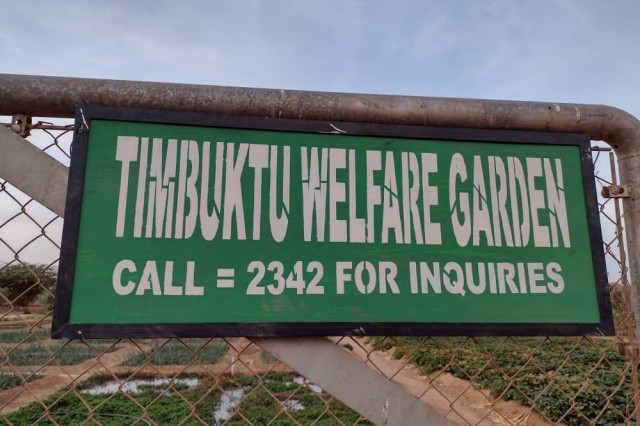 TIMBUKTU WELFARE GARDEN
CALL = 2342 FOR INQUIRIES